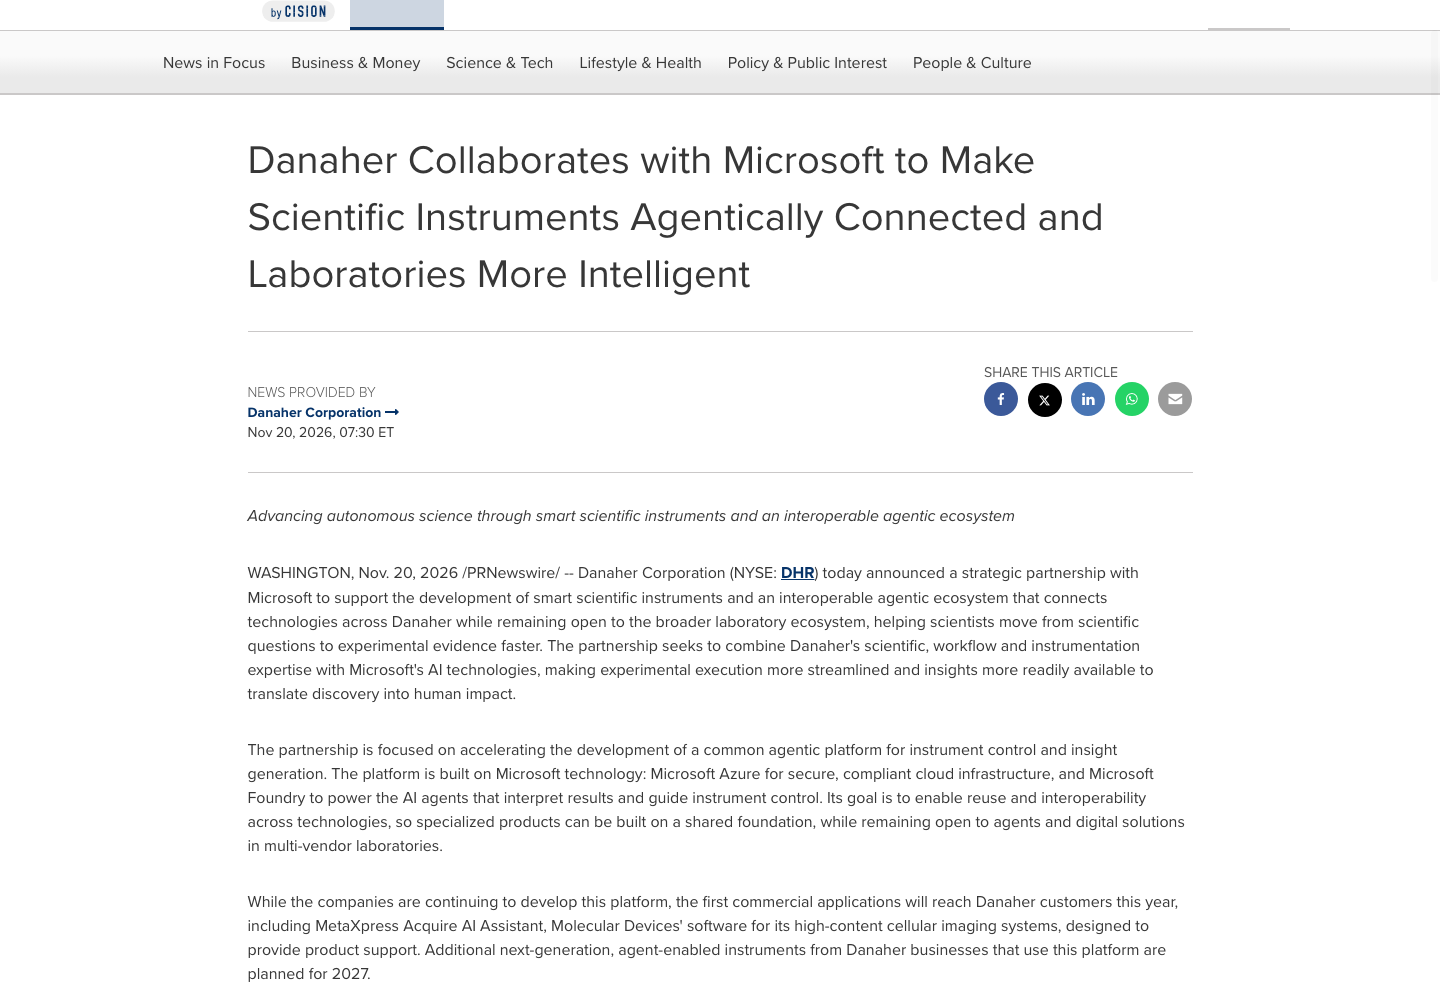 by CISION
News in Focus Business & Money Science & Tech Lifestyle & Health Policy & Public Interest People & Culture
Danaher Collaborates with Microsoft to Make
Scientific Instruments Agentically Connected and
Laboratories More Intelligent
SHARE THIS ARTICLE
NEWS PROVIDED BY
Danaher Corporation
Nov 20, 2026, 07:30 ET
Advancing autonomous science through smart scientific instruments and an interoperable agentic ecosystem
WASHINGTON, Nov. 20, 2026 /PRNewswire/ -- Danaher Corporation (NYSE: DHR) today announced a strategic partnership with
Microsoft to support the development of smart scientific instruments and an interoperable agentic ecosystem that connects
technologies across Danaher while remaining open to the broader laboratory ecosystem, helping scientists move from scientific
questions to experimental evidence faster. The partnership seeks to combine Danaher's scientific, workflow and instrumentation
expertise with Microsoft's AI technologies, making experimental execution more streamlined and insights more readily available to
translate discovery into human impact.
The partnership is focused on accelerating the development of a common agentic platform for instrument control and insight
generation. The platform is built on Microsoft technology: Microsoft Azure for secure, compliant cloud infrastructure, and Microsoft
Foundry to power the AI agents that interpret results and guide instrument control. Its goal is to enable reuse and interoperability
across technologies, so specialized products can be built on a shared foundation, while remaining open to agents and digital solutions
in multi-vendor laboratories.
While the companies are continuing to develop this platform, the first commercial applications will reach Danaher customers this year,
including MetaXpress Acquire AI Assistant, Molecular Devices' software for its high-content cellular imaging systems, designed to
provide product support. Additional next-generation, agent-enabled instruments from Danaher businesses that use this platform are
planned for 2027.